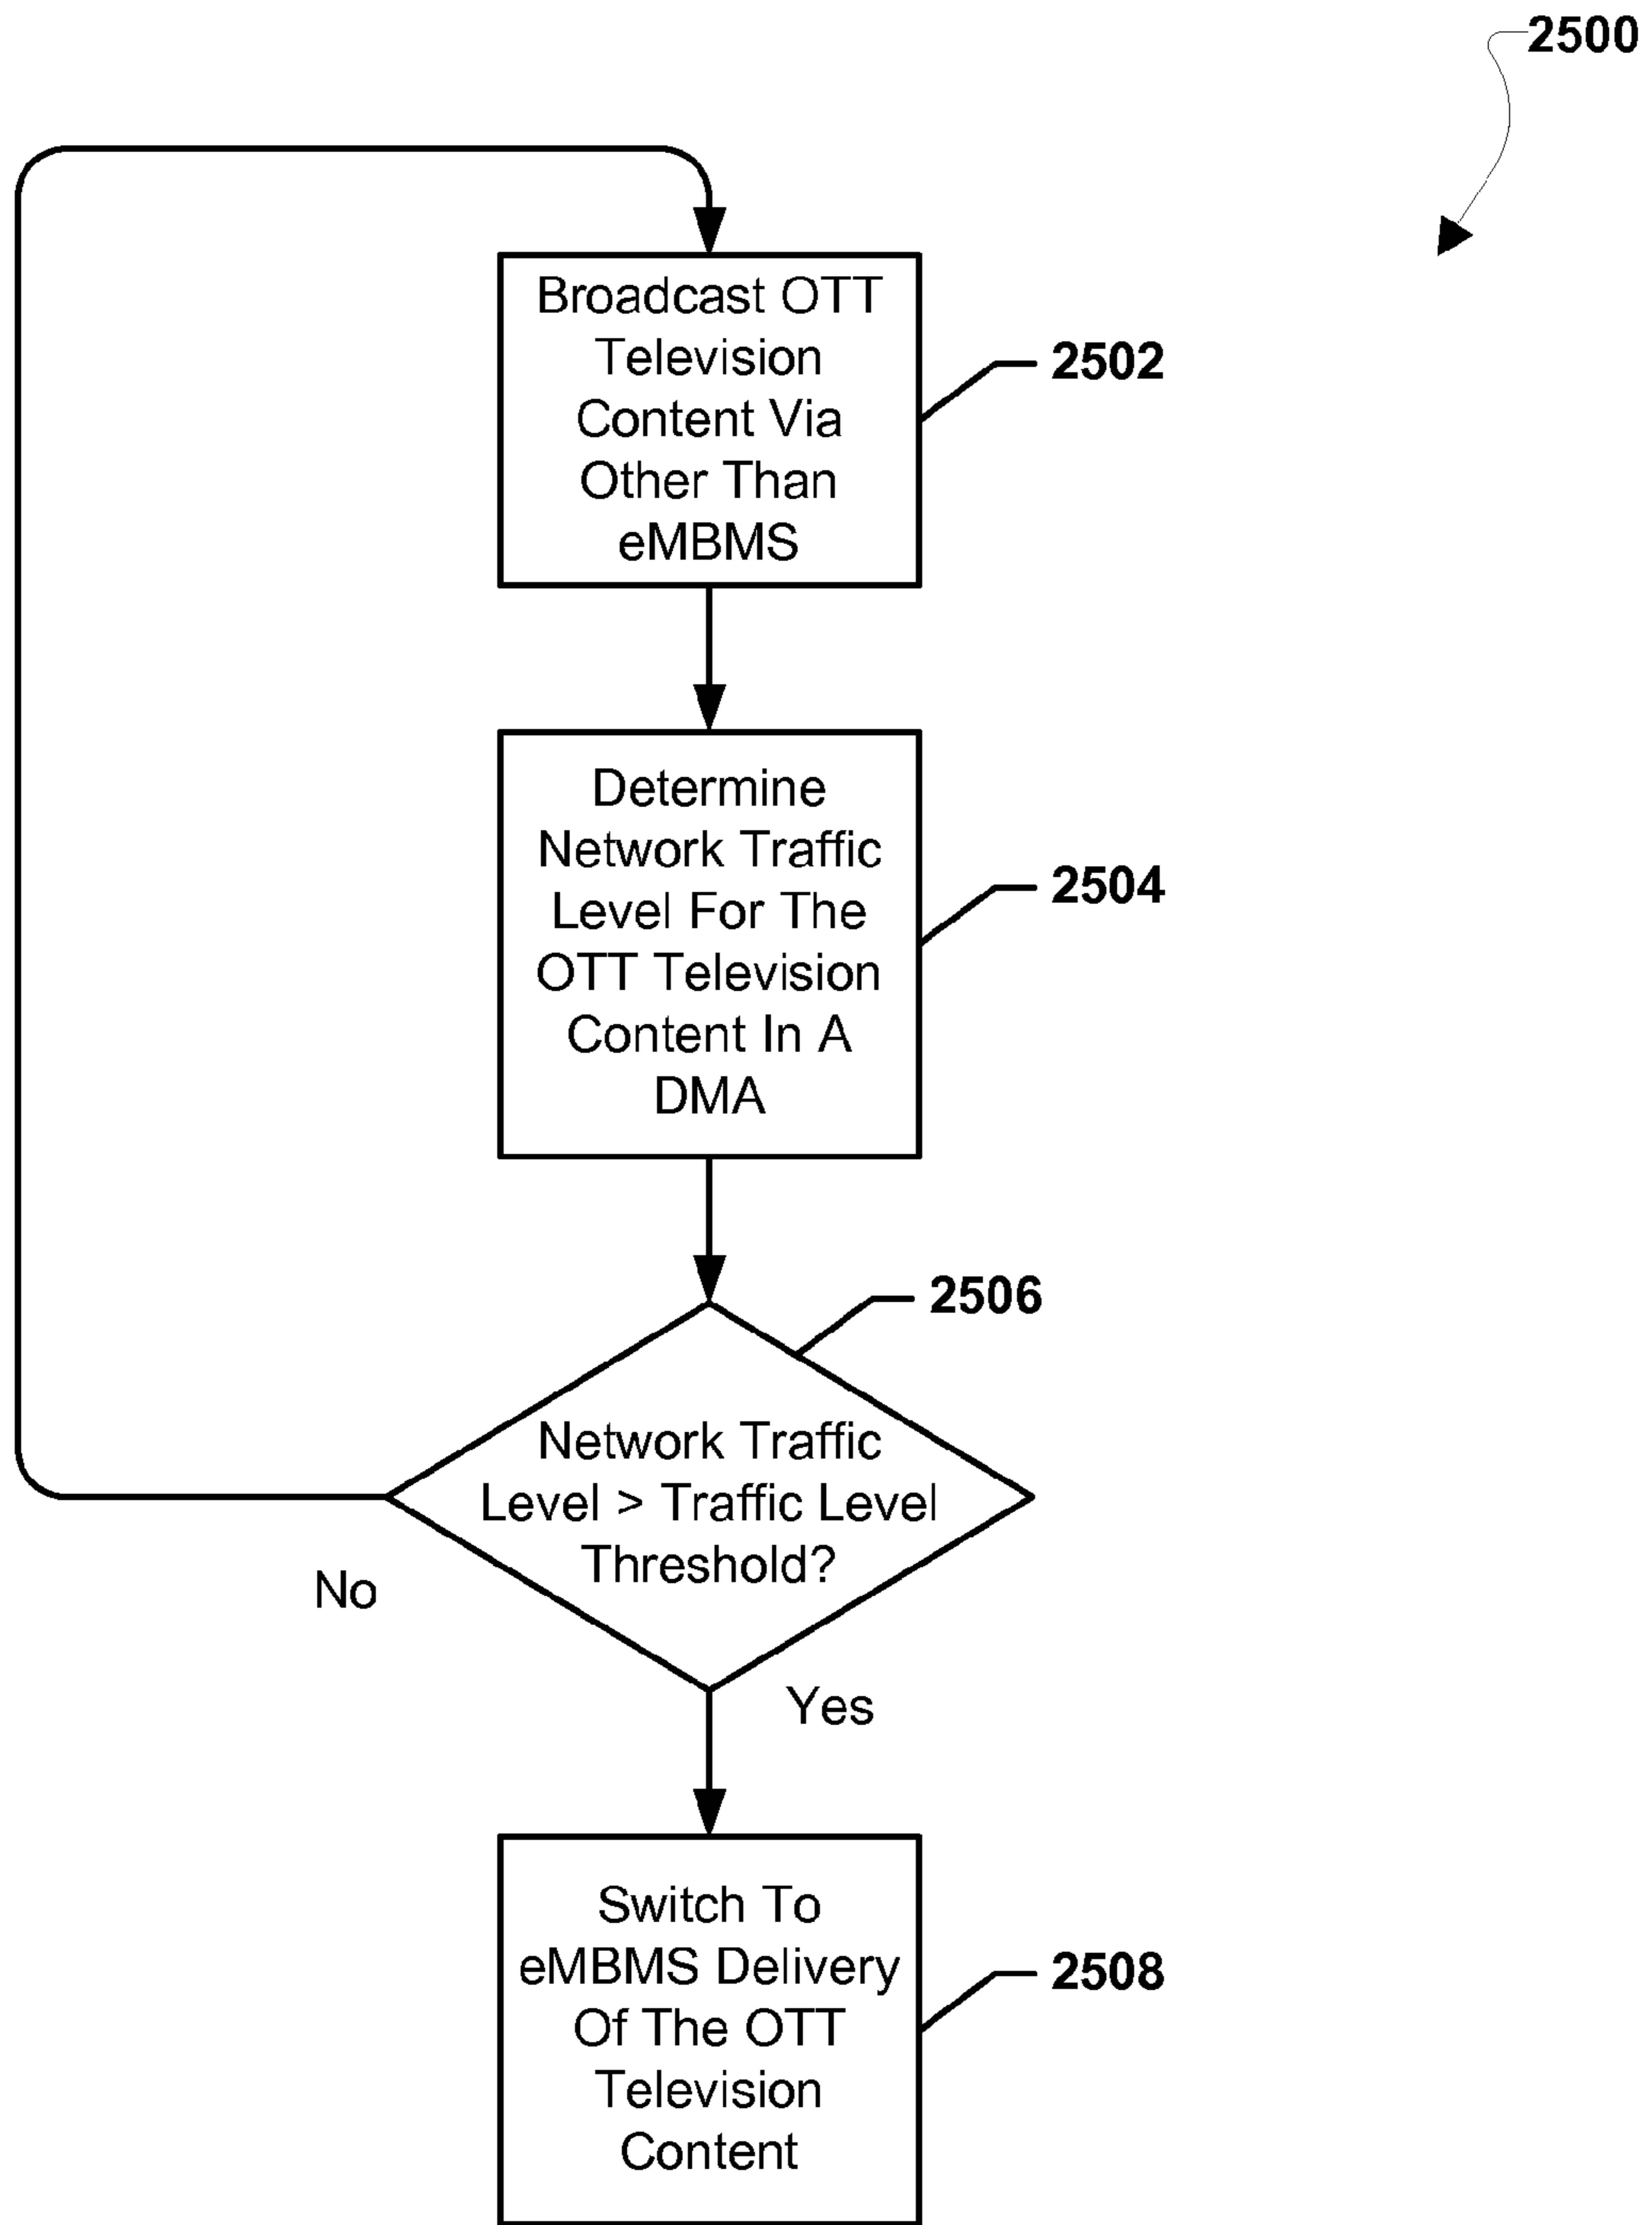 2500
Broadcast OTT
Television
Content Via
Other Than
eMBMS
2502
Determine
Network Traffic
Level For The
OTT Television
Content In A
DMA
2504
2506
Network Traffic
Level > Traffic Level
Threshold?
No
Yes
Switch To
eMBMS Delivery
Of The OTT
Television
Content
2508